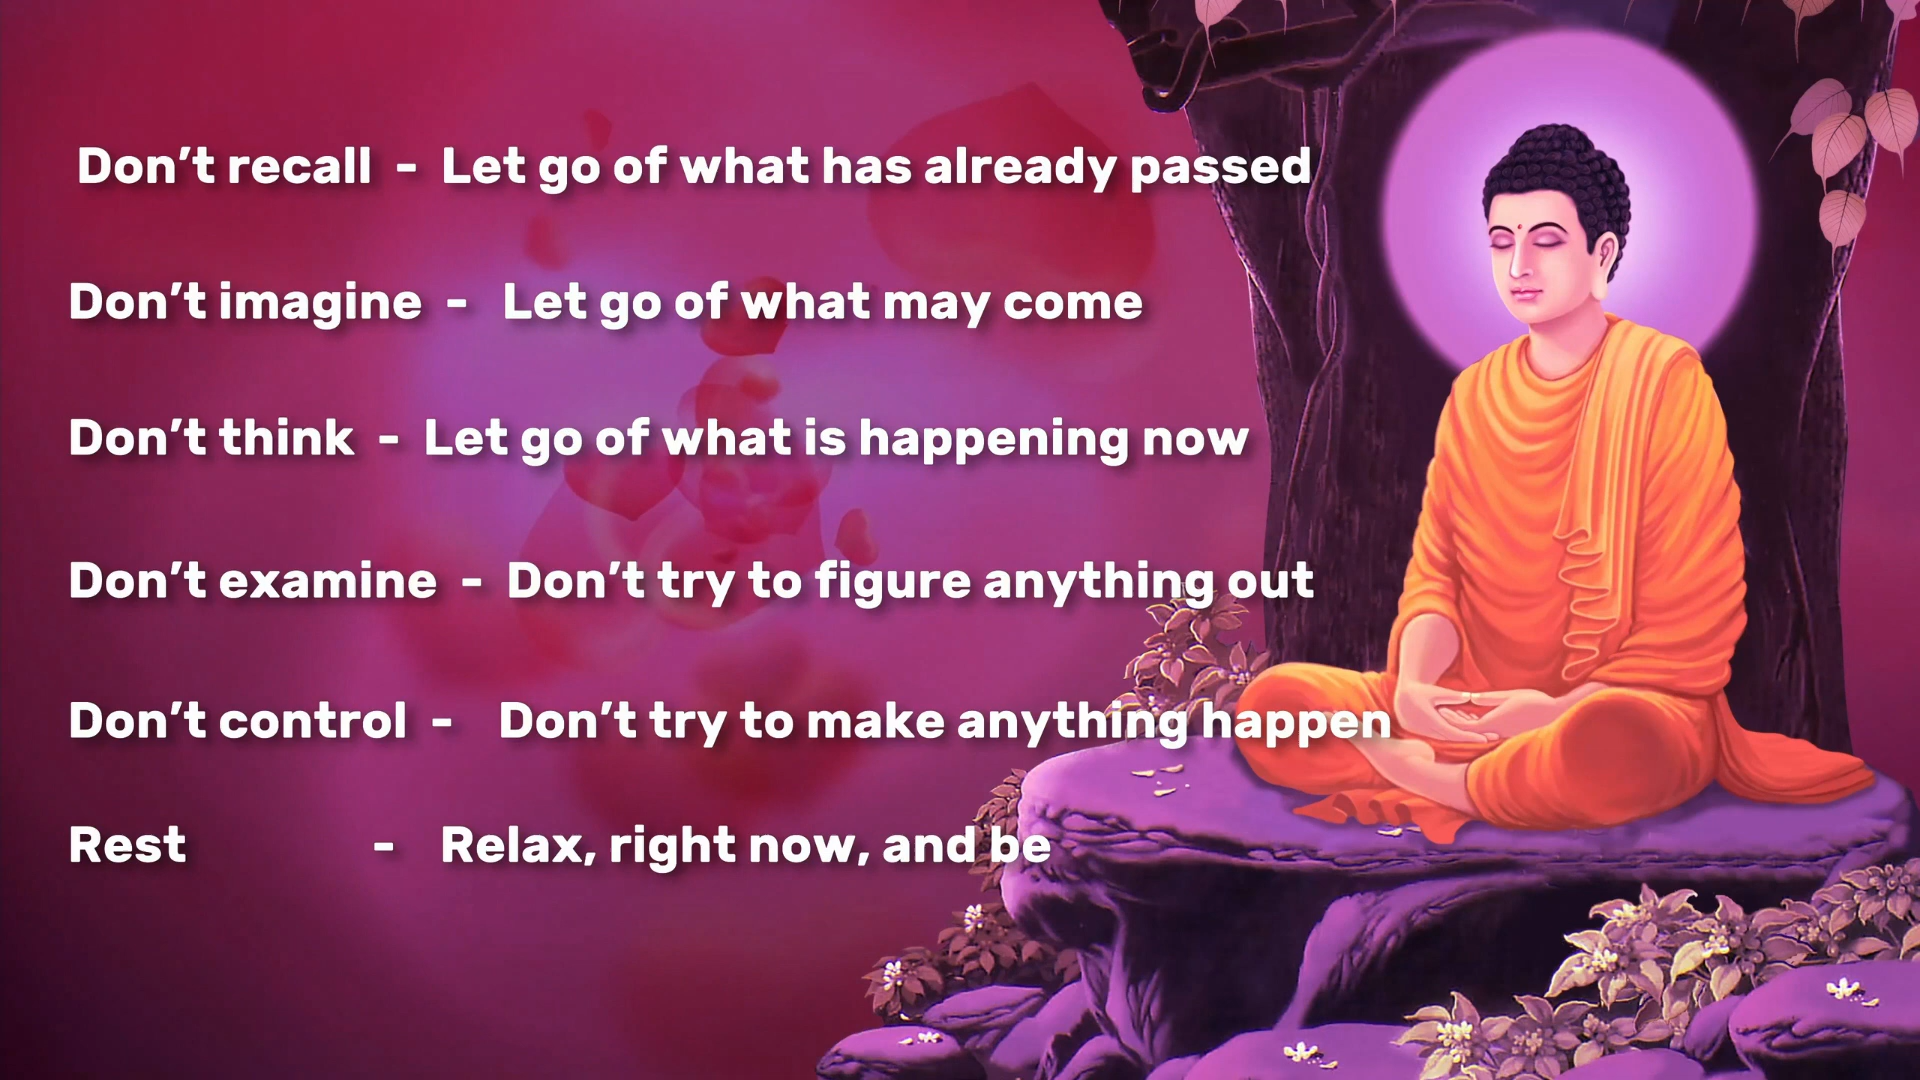 Don’t recall - Let go of what has already passed
Don’t imagine - Let go of what may come
Don’t think - Let go of what is happening now
Don’t examine - Don’t try to figure anything out
Don’t control - Don’t try to make anything happen
Rest - Relax, right now, and be